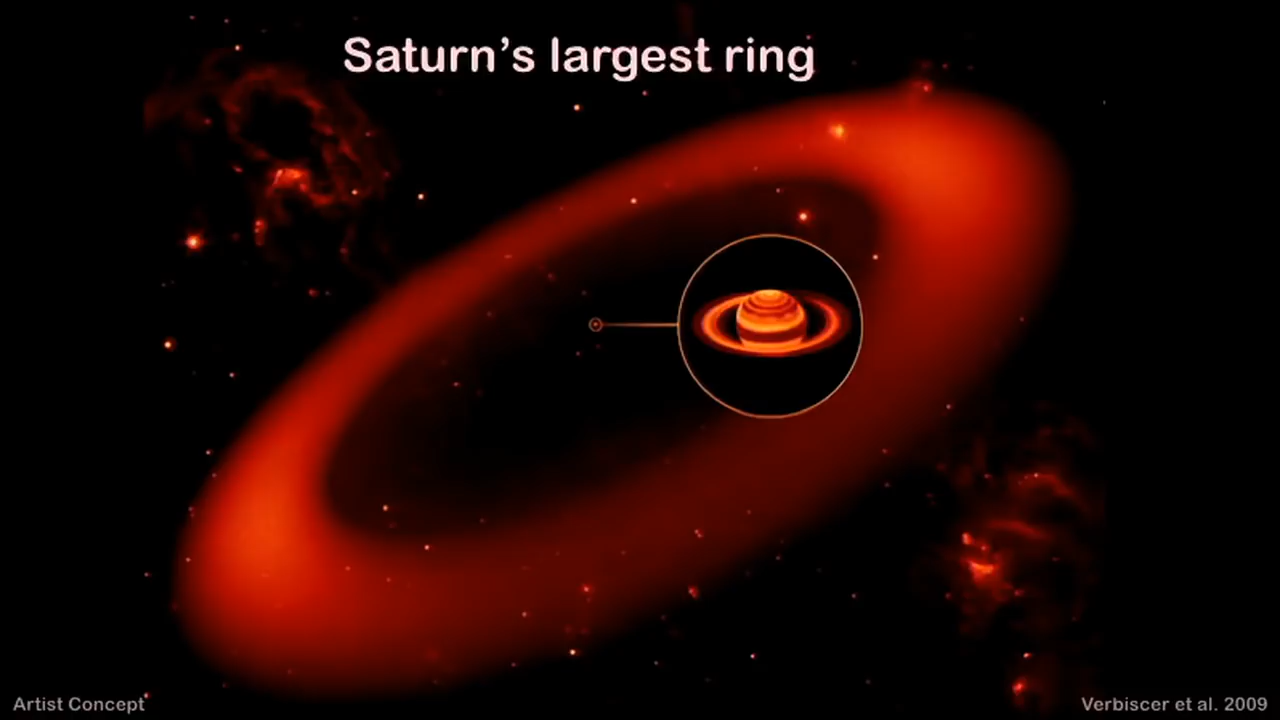 Saturn’s largest ring
Artist Concept
Verbiscer et al. 2009